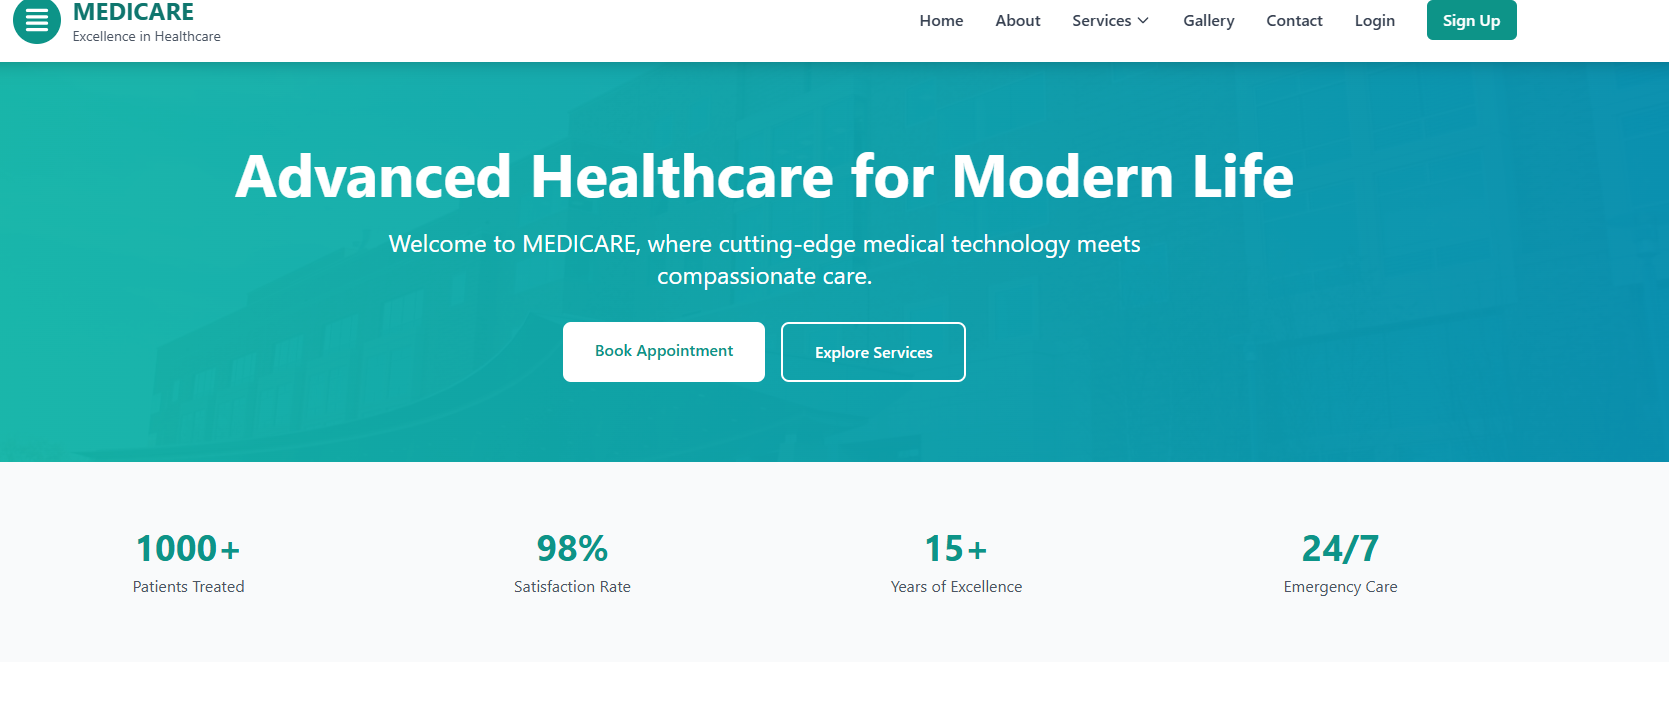 MEDICARE
Excellence in Healthcare
Home About Services Gallery Contact Login Sign Up
Advanced Healthcare for Modern Life
Welcome to MEDICARE, where cutting-edge medical technology meets
compassionate care.
Book Appointment Explore Services
1000+ 98% 15+ 24/7
Patients Treated Satisfaction Rate Years of Excellence Emergency Care